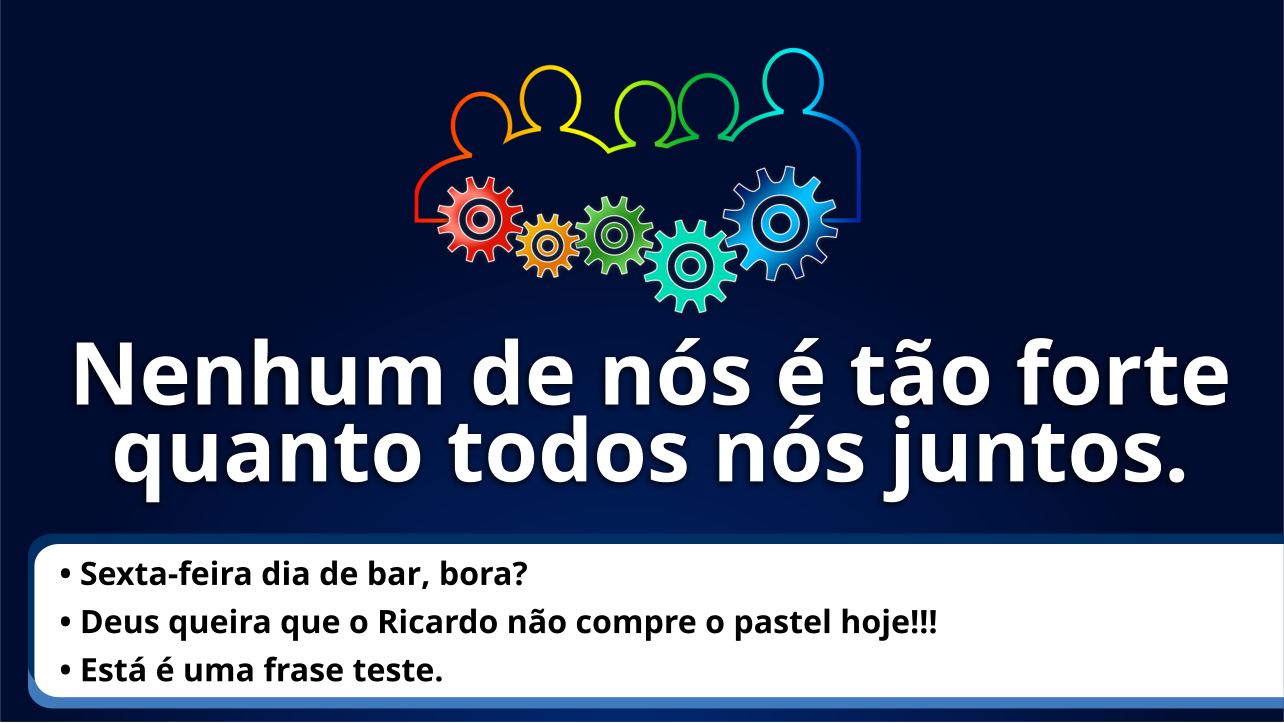 Nenhum de nós é tão forte
quanto todos nós juntos.
• Sexta-feira dia de bar, bora?
• Deus queira que o Ricardo não compre o pastel hoje!!!
• Está é uma frase teste.